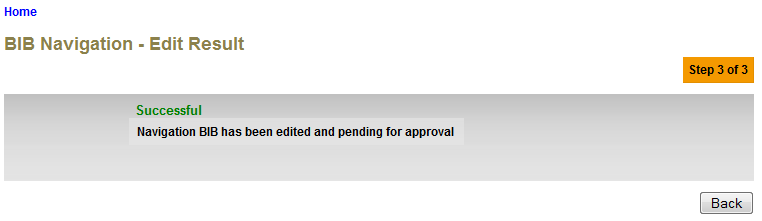 Home
BIB Navigation - Edit Result
Step 3 of 3
Successful
Navigation BIB has been edited and pending for approval
Back